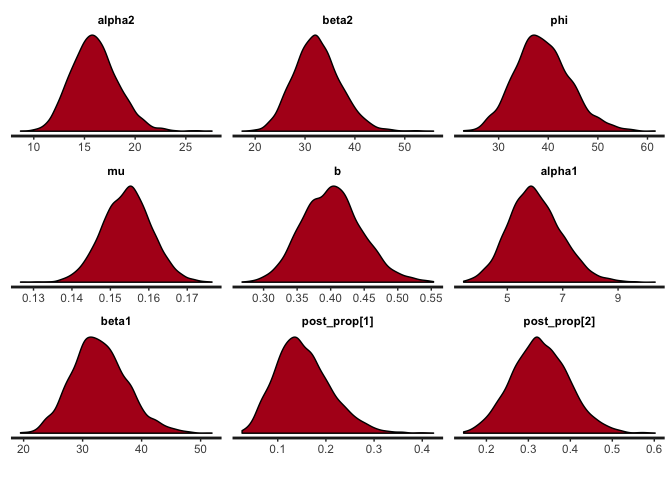 alpha2 beta2 phi
10 15 20 25 20 30 40 50 30 40 50 60
mu b alpha1
0.13 0.14 0.15 0.16 0.17 0.30 0.35 0.40 0.45 0.50 0.55 5 7 9
beta1 post_prop[1] post_prop[2]
20 30 40 50 0.1 0.2 0.3 0.4 0.2 0.3 0.4 0.5 0.6